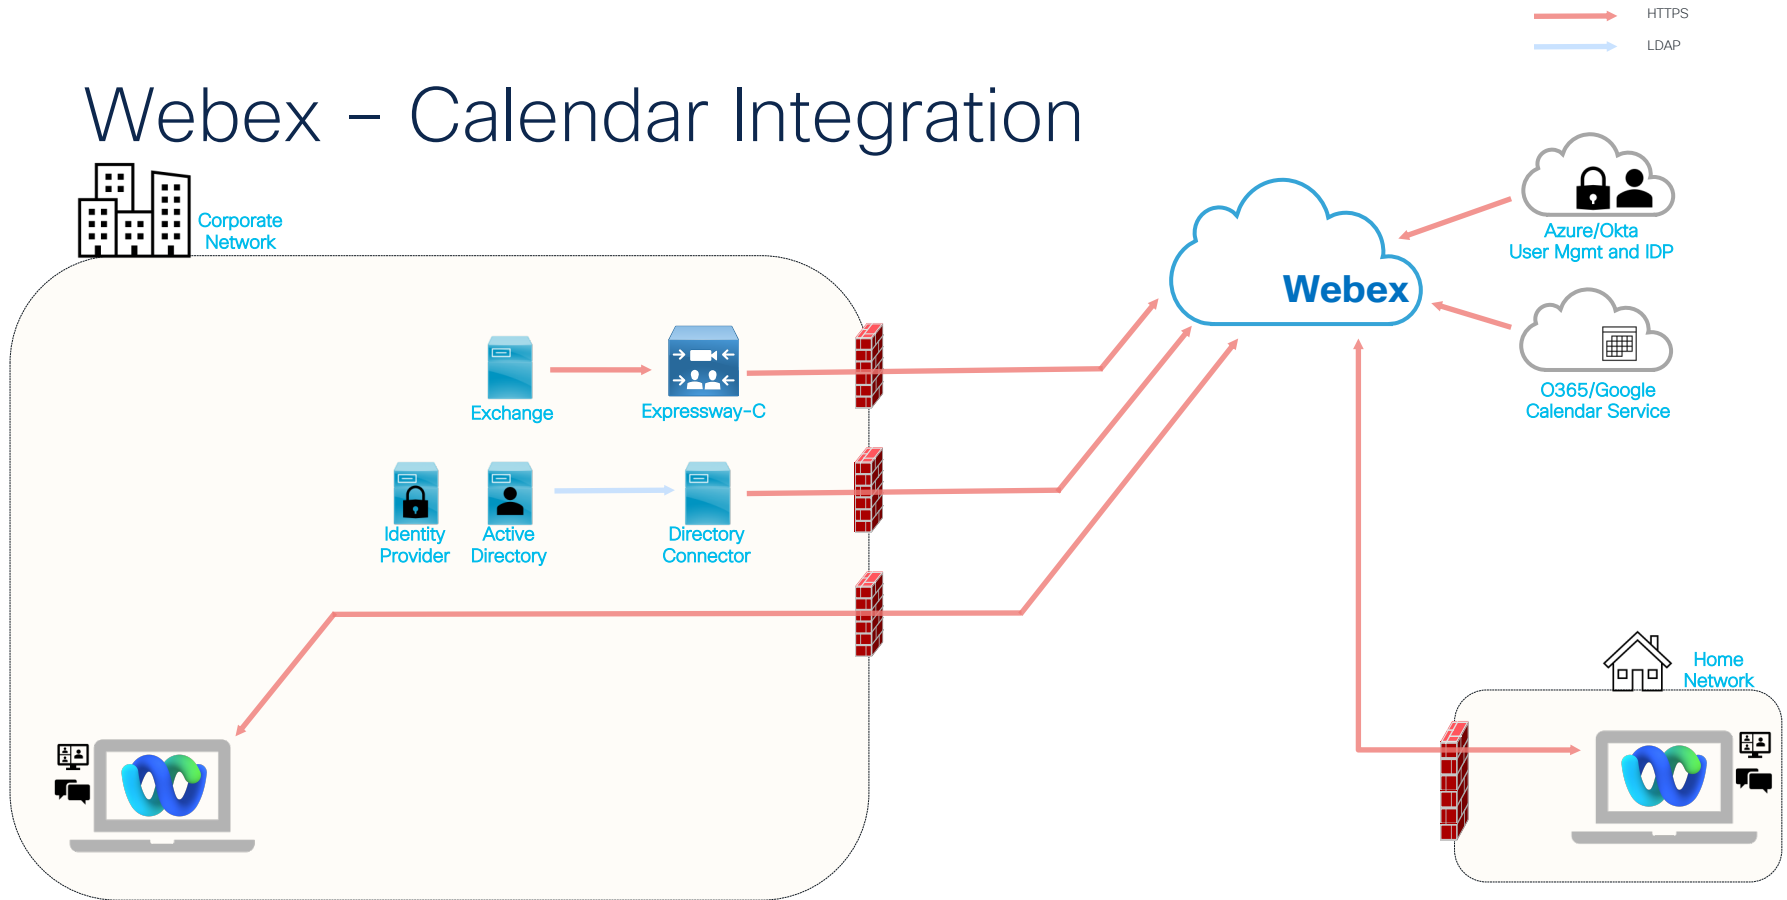 HTTPS
LDAP
Webex – Calendar Integration
Corporate
Network
Azure/Okta
User Mgmt and IDP
Webex
O365/Google
Calendar Service
Exchange
Expressway-C
Identity
Provider
Active
Directory
Directory
Connector
Home
Network